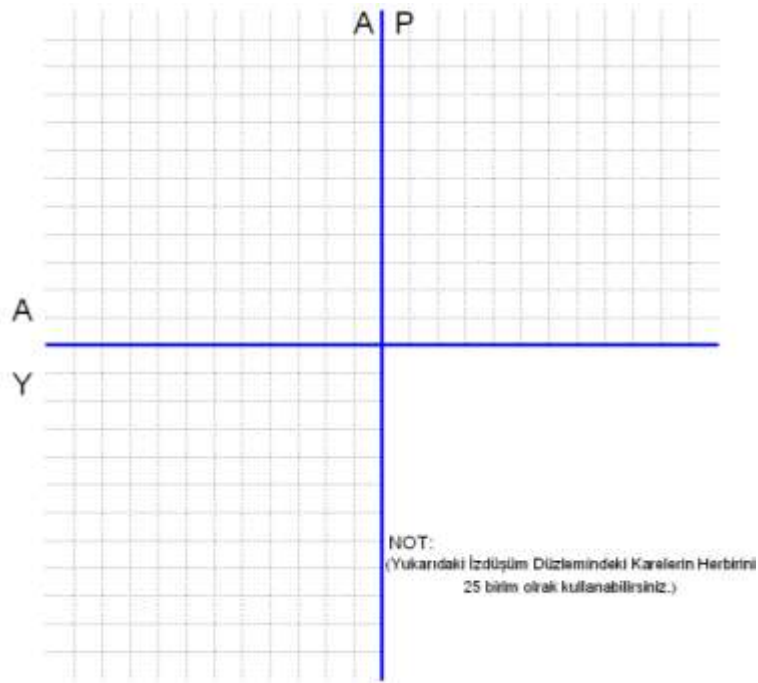 A P
A
Y
NOT:
(Yukarıdaki İzdüşüm Düzlemindeki Karelerin Herbirini
25 birim olrak kullanabilirsiniz.)